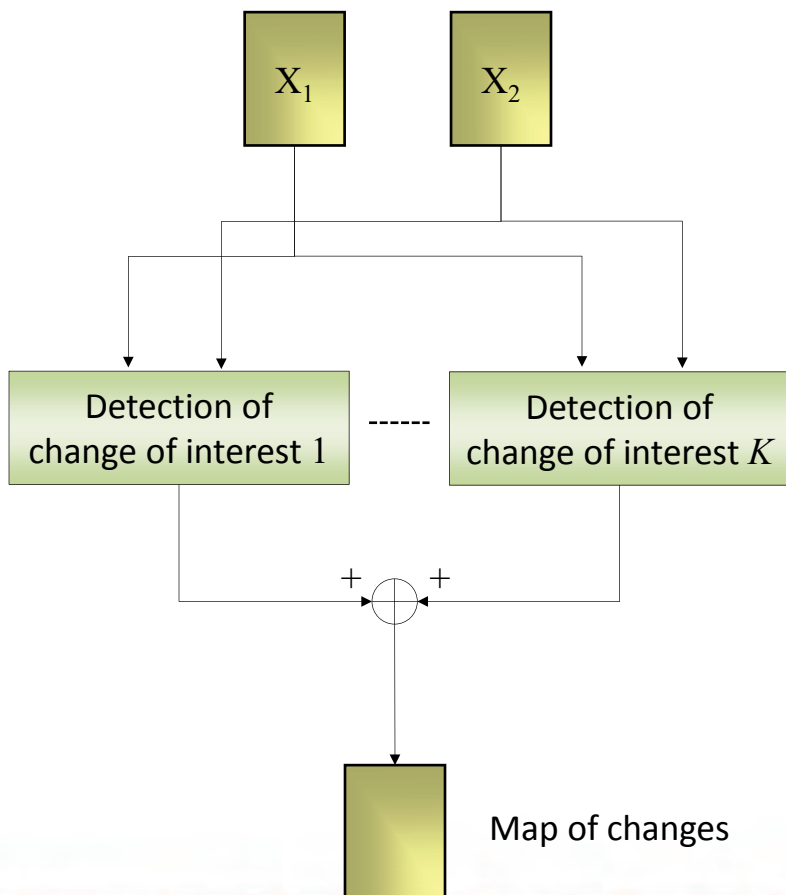 X₁ X₂
Detection of
change of interest 1
------
Detection of
change of interest K
+ +
Map of changes